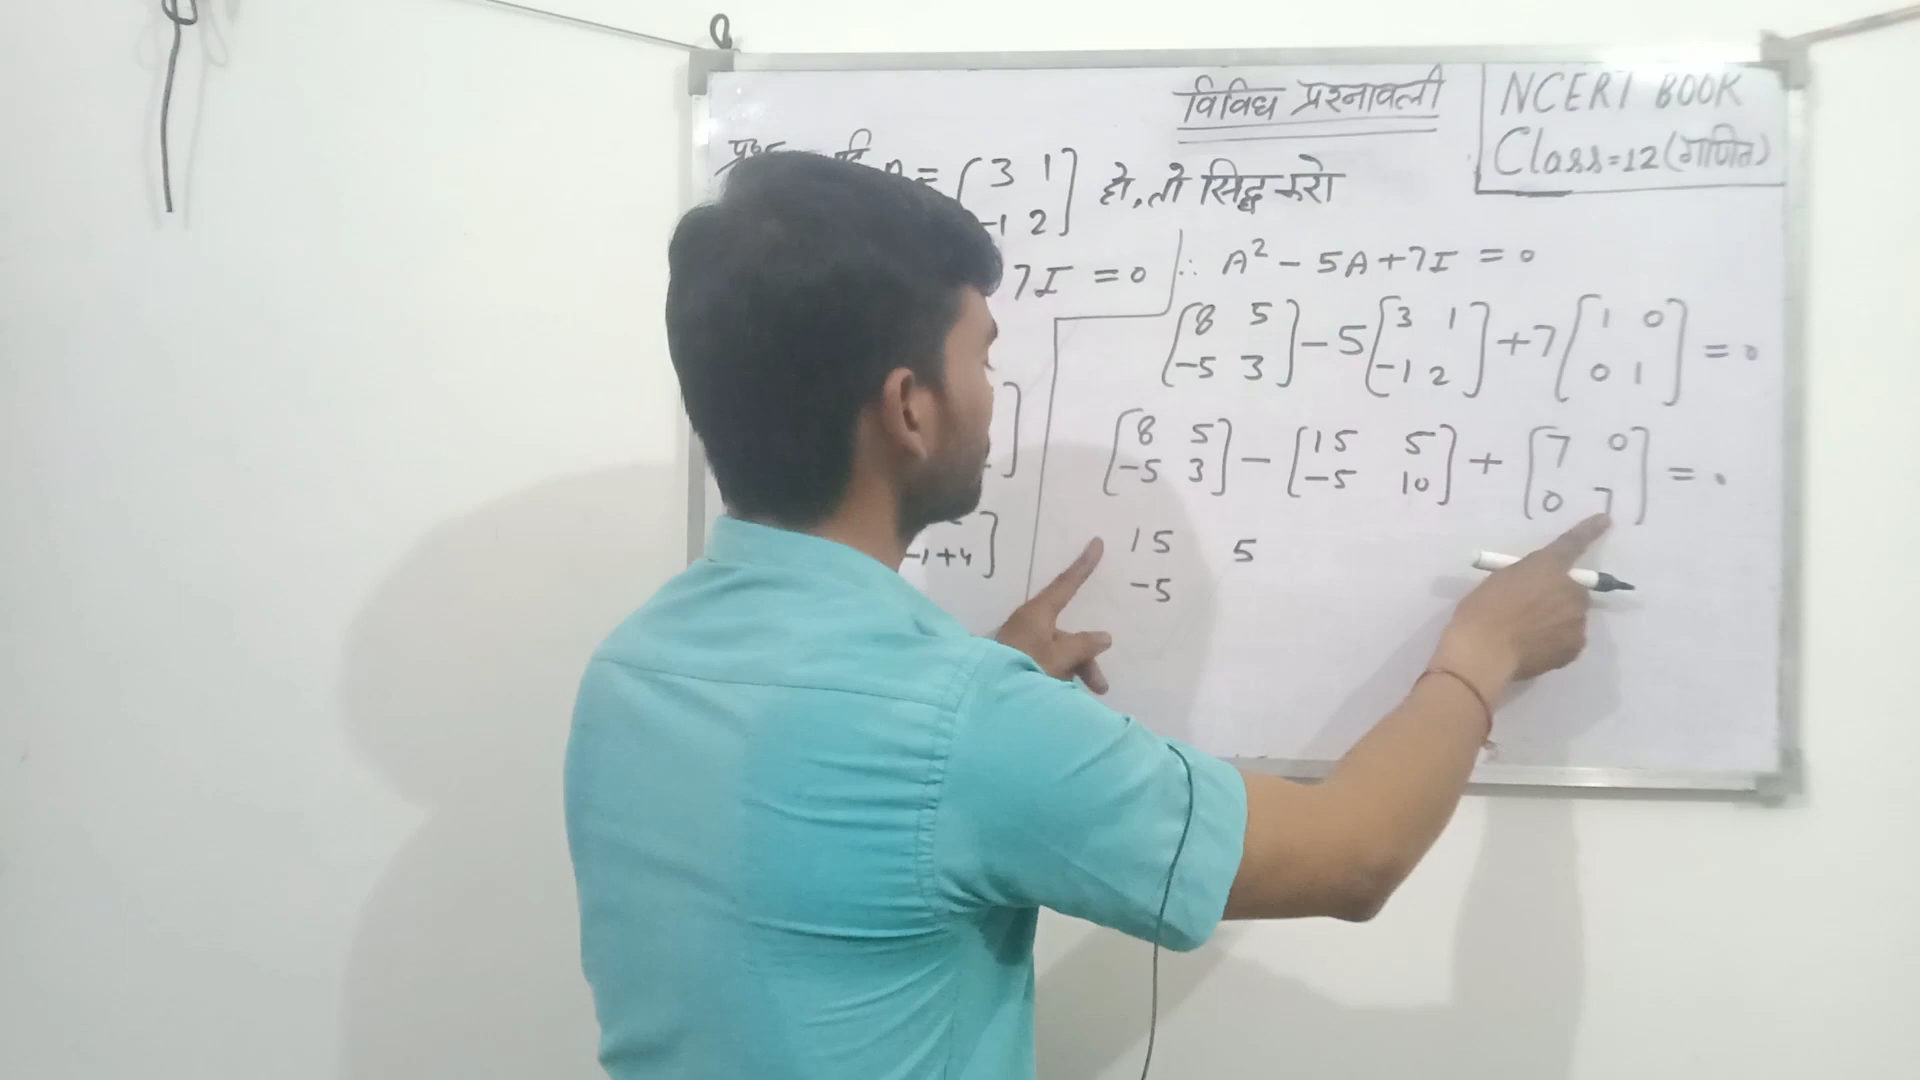 विविध प्रश्नावली
NCERT BOOK
Class=12 (गणित)
= [3 1] हो, तो सिद्ध करो
-1 2]
7I = 0
∴ A² - 5A + 7I = 0
[8 5] - 5 [3 1] + 7 [1 0] = 0
[-5 3] [-1 2] [0 1]
[8 5] - [15 5] + [7 0] = 0
[-5 3] [-5 10] [0 7]
-1+4]
15 5
-5